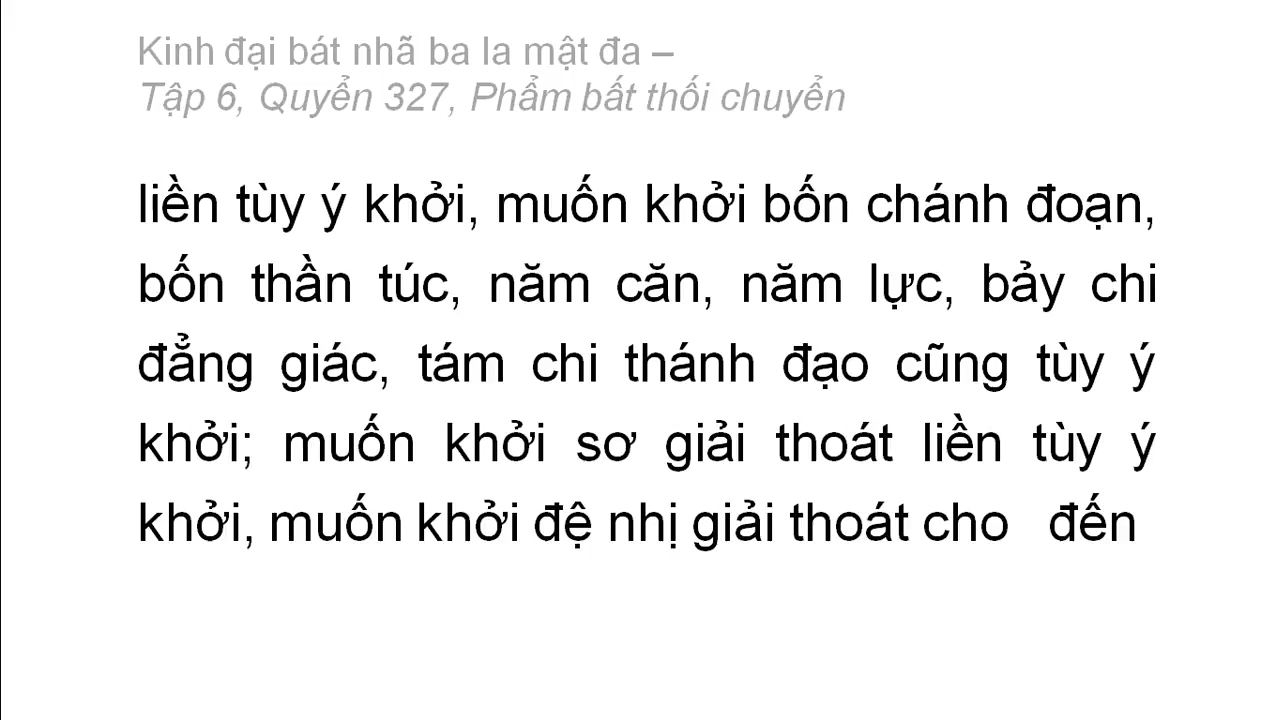 Kinh đại bát nhã ba la mật đa –
Tập 6, Quyển 327, Phẩm bất thối chuyển
liền tùy ý khởi, muốn khởi bốn chánh đoạn,
bốn thần túc, năm căn, năm lực, bảy chi
đẳng giác, tám chi thánh đạo cũng tùy ý
khởi; muốn khởi sơ giải thoát liền tùy ý
khởi, muốn khởi đệ nhị giải thoát cho đến